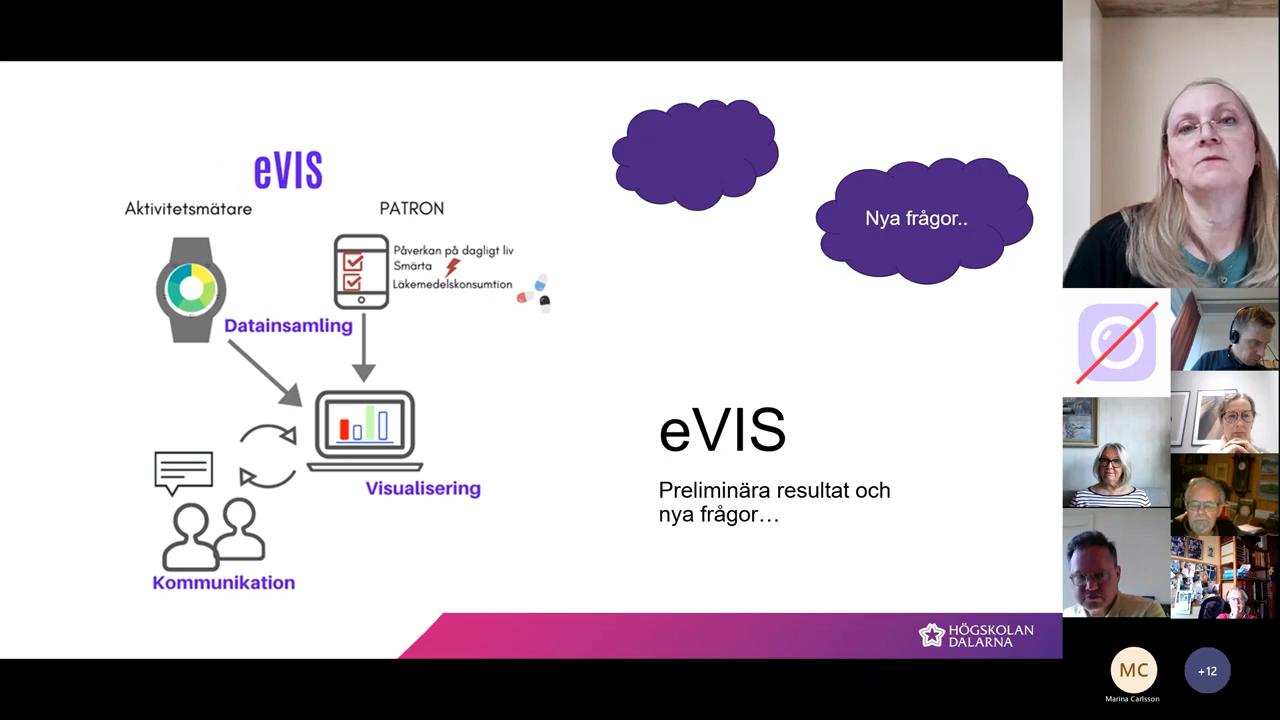 eVIS
Aktivitetsmätare
PATRON
Påverkan på dagligt liv
Smärta
Läkemedelskonsumtion
Datainsamling
Visualisering
Kommunikation
Nya frågor..
eVIS
Preliminära resultat och
nya frågor…
HÖGSKOLAN
DALARNA
MC
Marina Carlsson
+12